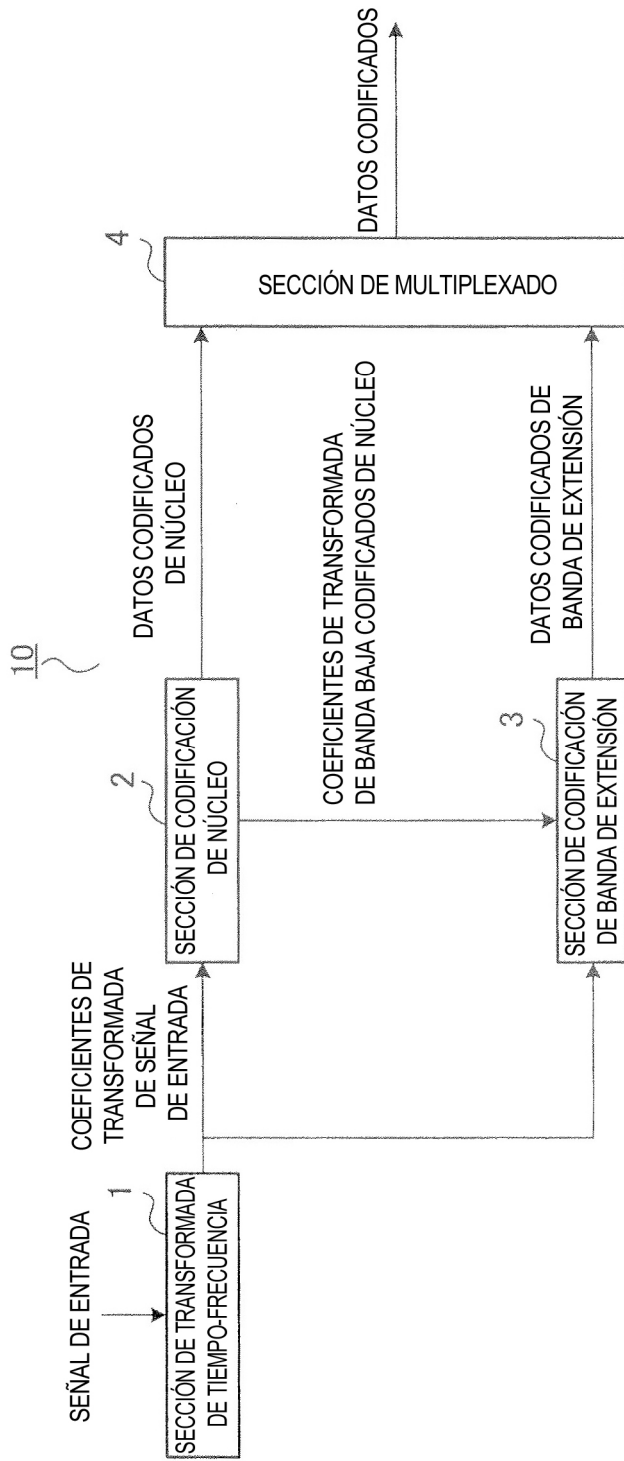 10
SEÑAL DE ENTRADA
1
SECCIÓN DE TRANSFORMADA
DE TIEMPO-FRECUENCIA
COEFICIENTES DE
TRANSFORMADA
DE SEÑAL
DE ENTRADA
2
SECCIÓN DE CODIFICACIÓN
DE NÚCLEO
DATOS CODIFICADOS
DE NÚCLEO
COEFICIENTES DE TRANSFORMADA
DE BANDA BAJA CODIFICADOS DE NÚCLEO
3
SECCIÓN DE CODIFICACIÓN
DE BANDA DE EXTENSIÓN
DATOS CODIFICADOS DE
BANDA DE EXTENSIÓN
4
SECCIÓN DE MULTIPLEXADO
DATOS CODIFICADOS